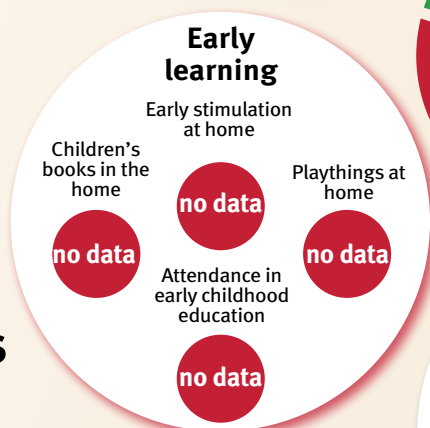 Early
learning
Early stimulation
at home
Children's
books in the
home
Playthings at
home
no data
no data
no data
Attendance in
early childhood
education
no data
s